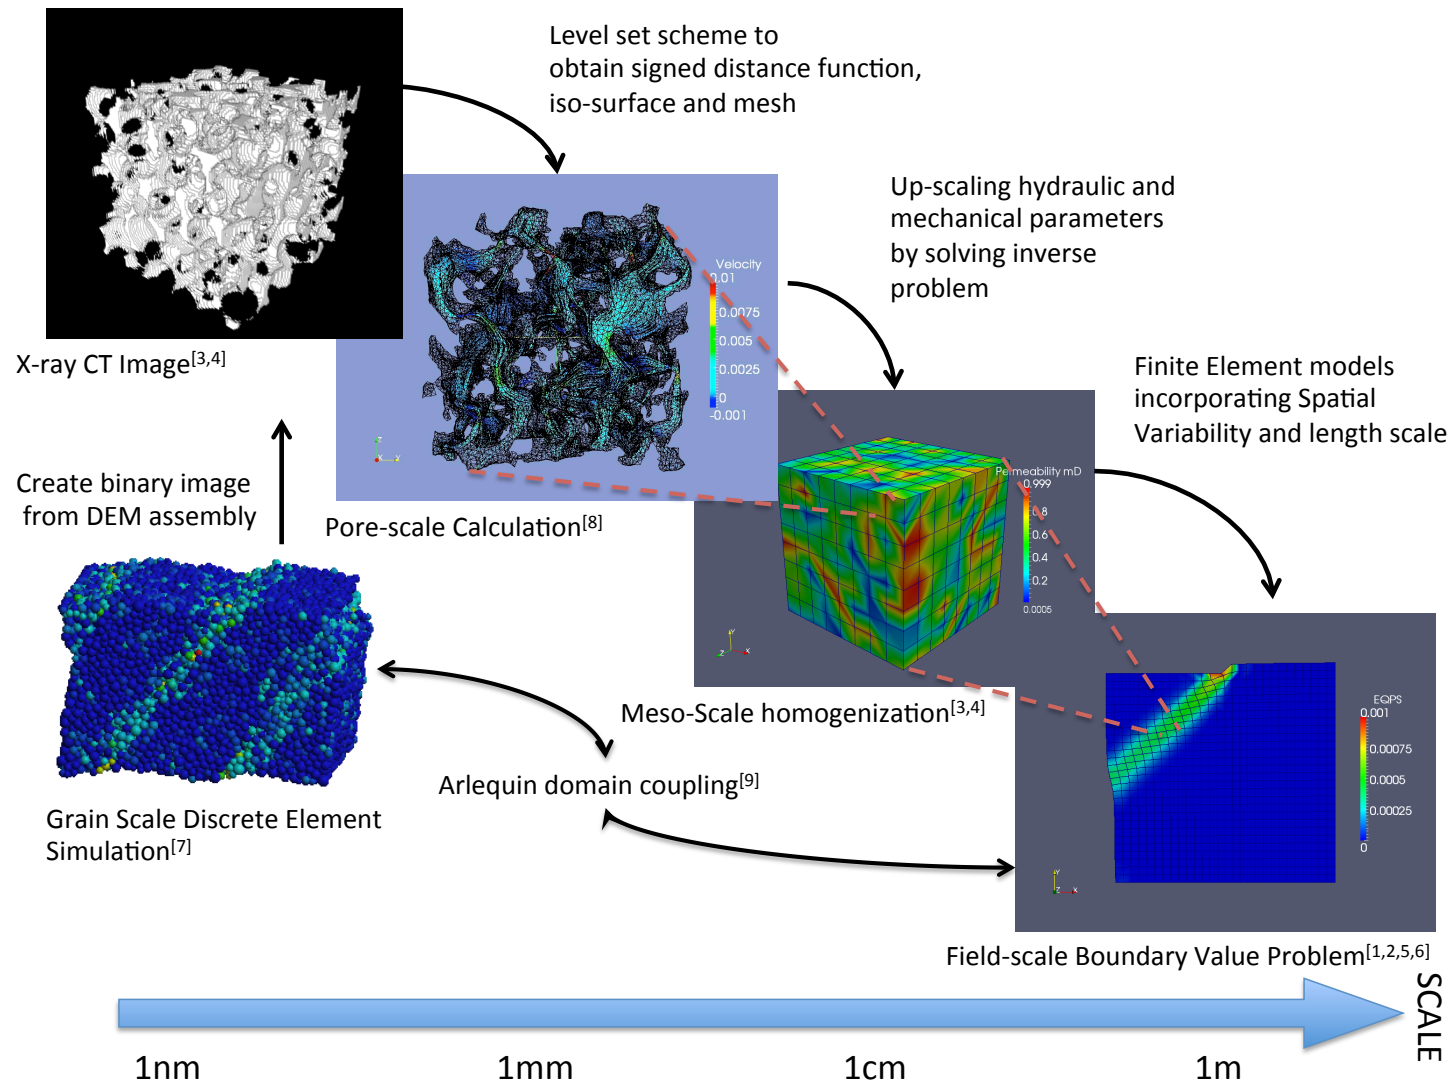 Level set scheme to
obtain signed distance function,
iso-surface and mesh
X-ray CT Image[3,4]
Velocity
0.01
0.0075
0.005
0.0025
0
-0.001
Z
X
Y
Up-scaling hydraulic and
mechanical parameters
by solving inverse
problem
Create binary image
from DEM assembly
Pore-scale Calculation[8]
Permeability mD
0.999
0.8
0.6
0.4
0.2
0.0005
Y
Z
X
Finite Element models
incorporating Spatial
Variability and length scale
Meso-Scale homogenization[3,4]
Grain Scale Discrete Element
Simulation[7]
Arlequin domain coupling[9]
EQPS
0.001
0.00075
0.0005
0.00025
0
Y
Z
X
Field-scale Boundary Value Problem[1,2,5,6]
SCALE
1nm
1mm
1cm
1m